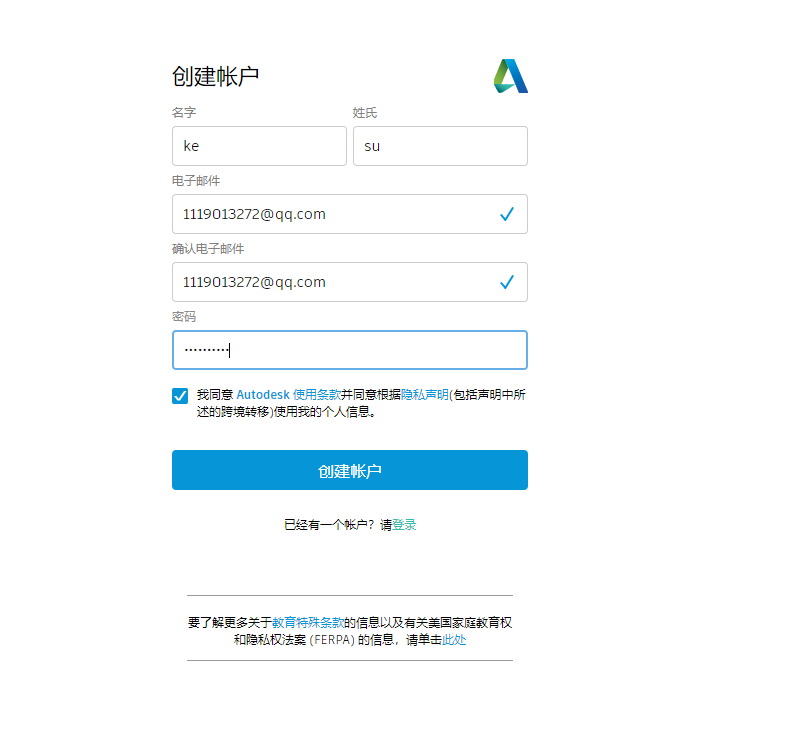 创建帐户
名字 姓氏
ke su
电子邮件
1119013272@qq.com
确认电子邮件
1119013272@qq.com
密码
··········
我同意 Autodesk 使用条款并同意根据隐私声明(包括声明中所
述的跨境转移)使用我的个人信息。
创建帐户
已经有一个帐户？请登录
要了解更多关于教育特殊条款的信息以及有关美国家庭教育权
和隐私权法案 (FERPA) 的信息，请单击此处